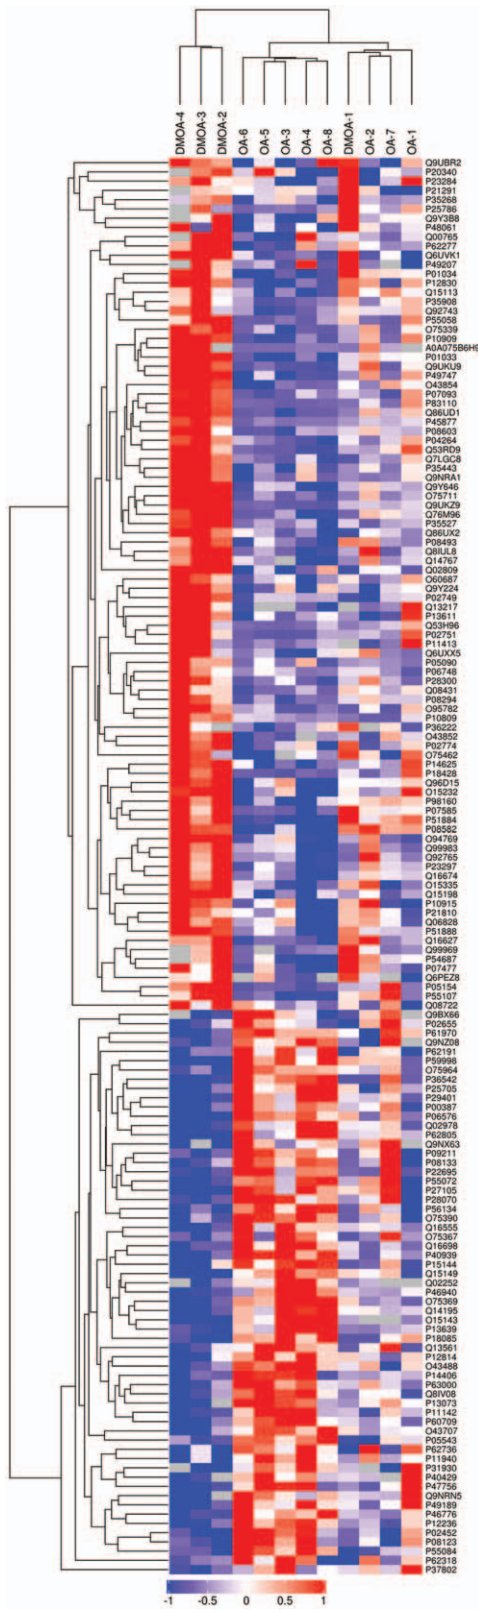 DMOA-4
DMOA-3
DMOA-2
OA-6
OA-5
OA-3
OA-4
OA-8
DMOA-1
OA-2
OA-7
OA-1
Q9UBR2
P20340
P23284
P21291
P35268
P25786
Q9Y3B8
P48061
Q00765
P62277
Q6UVK1
P49207
P01034
P12830
Q15113
P35908
Q92743
P55058
O75339
P10909
A0A075B6H9
P01033
Q9UKU9
P49747
O43854
P07093
P83110
Q86UD1
P45877
P08603
P04264
Q53RD9
Q7LGC8
P35443
Q9NRA1
Q9Y646
O75711
Q9UKZ9
Q76M96
P35527
Q86UX2
P08493
Q8IUL8
Q14767
Q02809
O60687
Q9Y224
P02749
Q13217
P13611
Q53H96
P02751
P11413
Q6UXX5
P05090
P06748
P28300
Q08431
P08294
O95782
P10809
P36222
O43852
P02774
O75462
P14625
P18428
Q96D15
O15232
P98160
P07585
P51884
P08582
O94769
Q99983
Q92765
P23297
Q16674
O15335
Q15198
P10915
P21810
Q06828
P51888
Q16627
Q99969
P54687
P07477
Q6PEZ8
P05154
P55107
Q08722
Q9BX66
P02655
P61970
Q9NZ08
P62191
P59998
O75964
P36542
P25705
P29401
P00387
P06576
Q02978
P62805
Q9NX63
P09211
P08133
P22695
P55072
P27105
P28070
P56134
O75390
Q16555
O75367
Q16698
P40939
P15144
Q15149
Q02252
P46940
O75369
Q14195
O15143
P13639
P18085
Q13561
P12814
O43488
P14406
P63000
Q8IV08
P13073
P11142
P60709
O43707
P05543
P62736
P11940
P31930
P40429
P47756
Q9NRN5
P49189
P46776
P12236
P02452
P08123
P55084
P62318
P37802
-1 -0.5 0 0.5 1